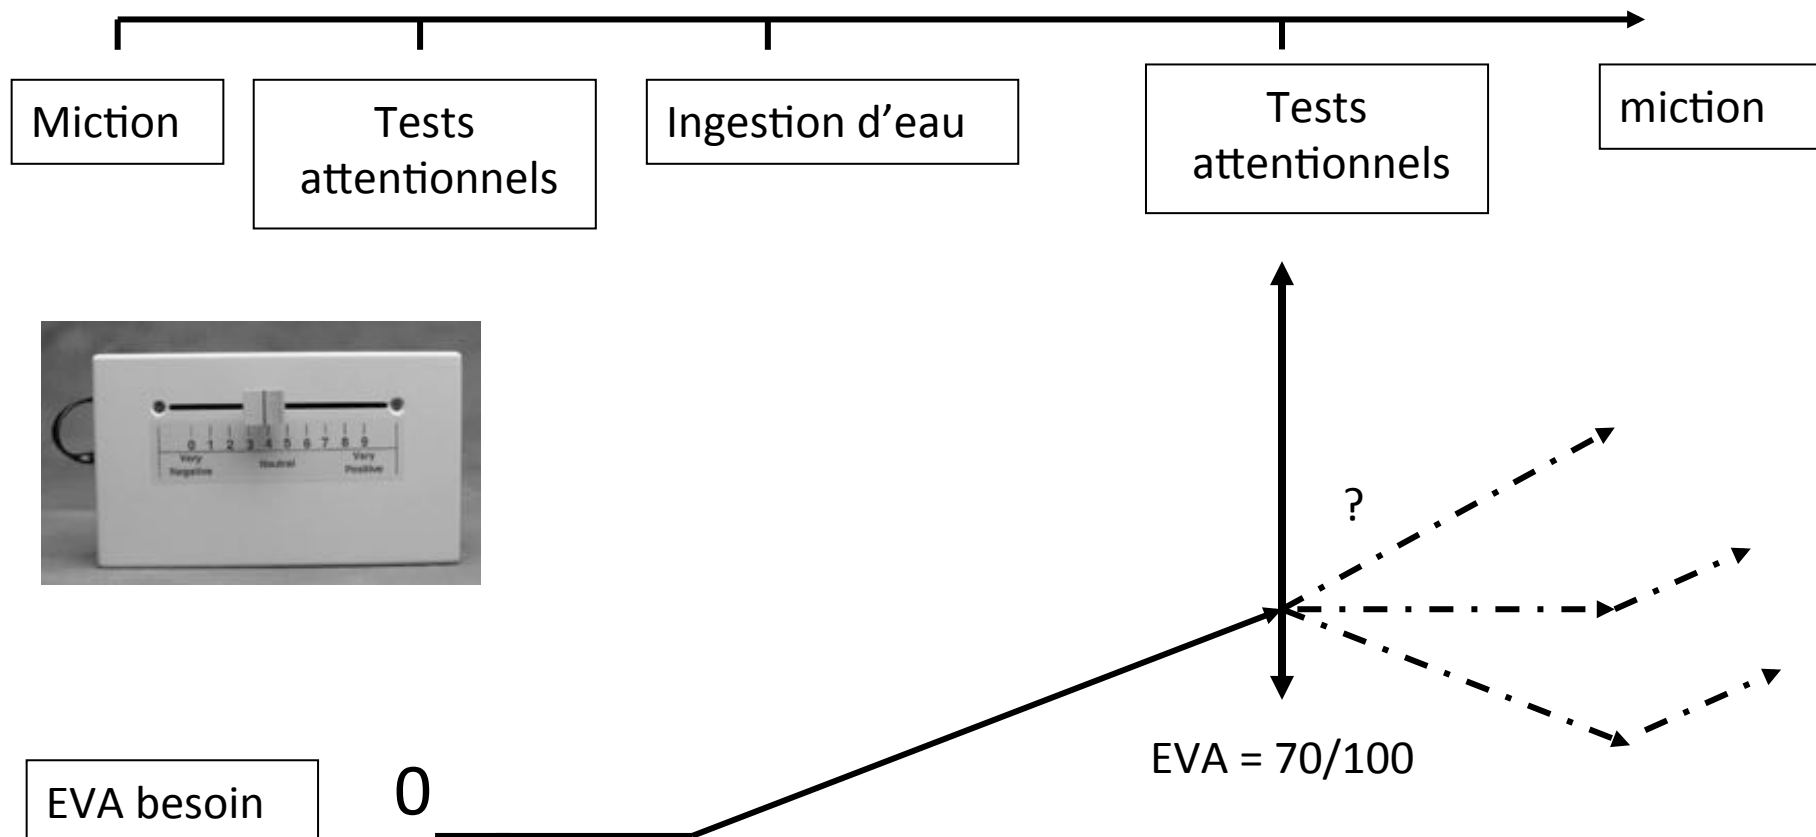 Miction
Tests
attentionnels
Ingestion d’eau
Tests
attentionnels
miction
0 1 2 3 4 5 6 7 8 9
Very
Negative
Neutral
Very
Positive
?
EVA = 70/100
EVA besoin
0